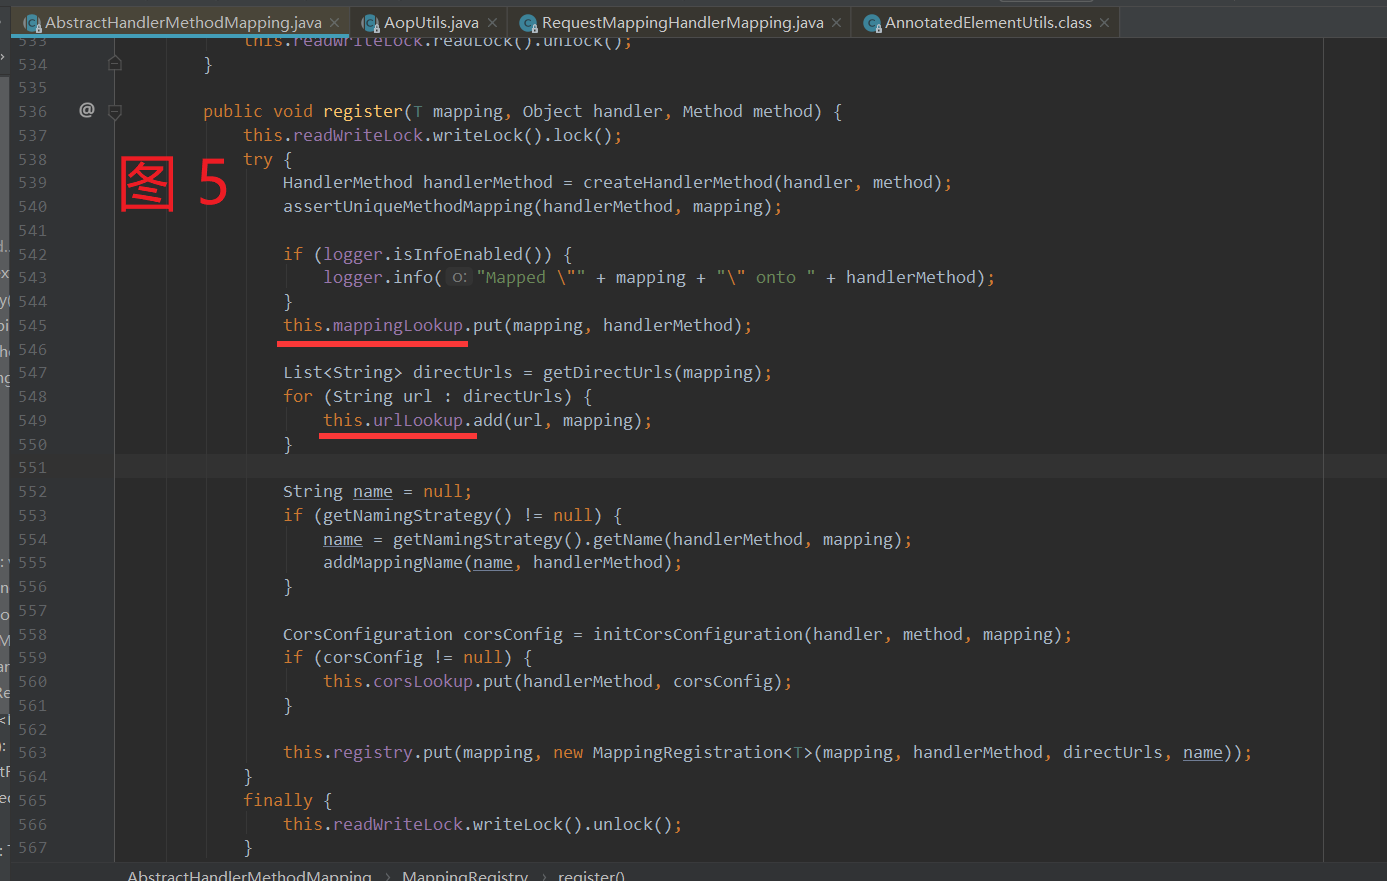 AbstractHandlerMethodMapping.java × AopUtils.java × RequestMappingHandlerMapping.java × AnnotatedElementUtils.class ×
533 this.readWriteLock.readLock().unlock();
534 }
535
536 @ public void register(T mapping, Object handler, Method method) {
537 this.readWriteLock.writeLock().lock();
538 try {
图 5
539 HandlerMethod handlerMethod = createHandlerMethod(handler, method);
540 assertUniqueMethodMapping(handlerMethod, mapping);
541
542 if (logger.isInfoEnabled()) {
543 logger.info( o: "Mapped \"" + mapping + "\" onto " + handlerMethod);
544 }
545 this.mappingLookup.put(mapping, handlerMethod);
546
547 List<String> directUrls = getDirectUrls(mapping);
548 for (String url : directUrls) {
549 this.urlLookup.add(url, mapping);
550 }
551
552 String name = null;
553 if (getNamingStrategy() != null) {
554 name = getNamingStrategy().getName(handlerMethod, mapping);
555 addMappingName(name, handlerMethod);
556 }
557
558 CorsConfiguration corsConfig = initCorsConfiguration(handler, method, mapping);
559 if (corsConfig != null) {
560 this.corsLookup.put(handlerMethod, corsConfig);
561 }
562
563 this.registry.put(mapping, new MappingRegistration<T>(mapping, handlerMethod, directUrls, name));
564 }
565 finally {
566 this.readWriteLock.writeLock().unlock();
567 }
AbstractHandlerMethodMapping › MappingRegistry › register()